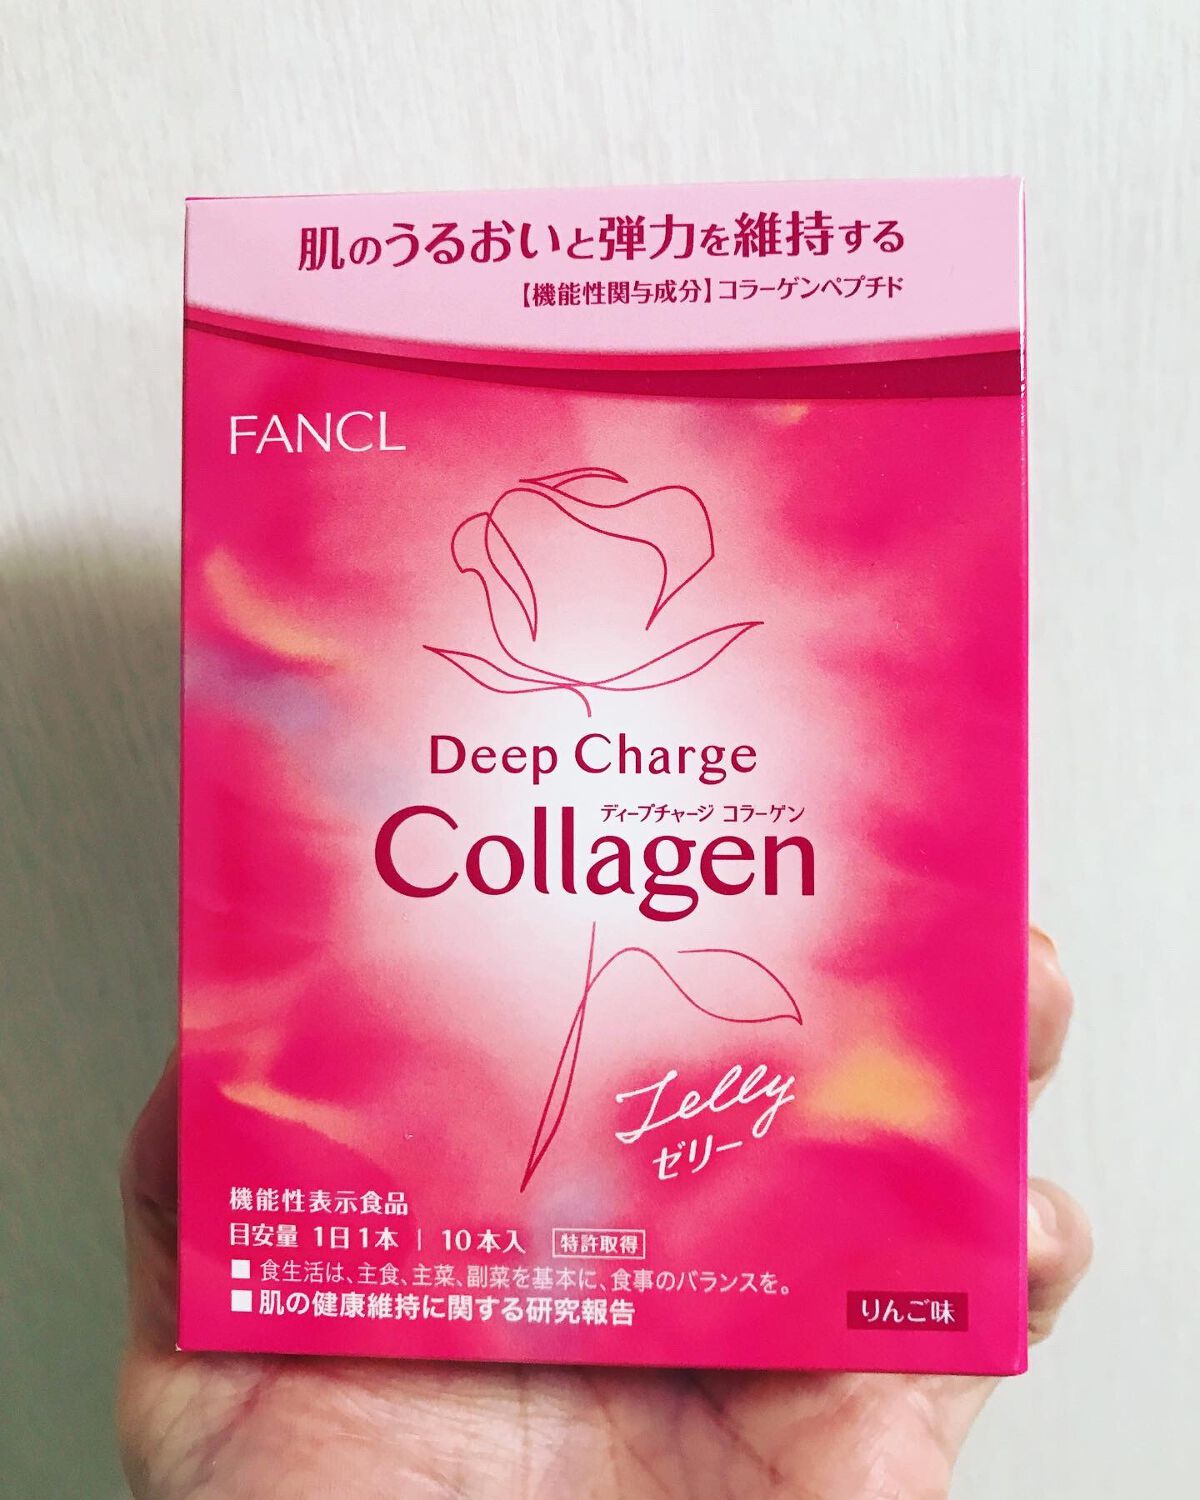 肌のうるおいと弾力を維持する
【機能性関与成分】コラーゲンペプチド
FANCL
Deep Charge
ディープチャージ コラーゲン
Collagen
Jelly
ゼリー
機能性表示食品
目安量 1日1本 | 10本入 特許取得
■ 食生活は、主食、主菜、副菜を基本に、食事のバランスを。
■ 肌の健康維持に関する研究報告
りんご味